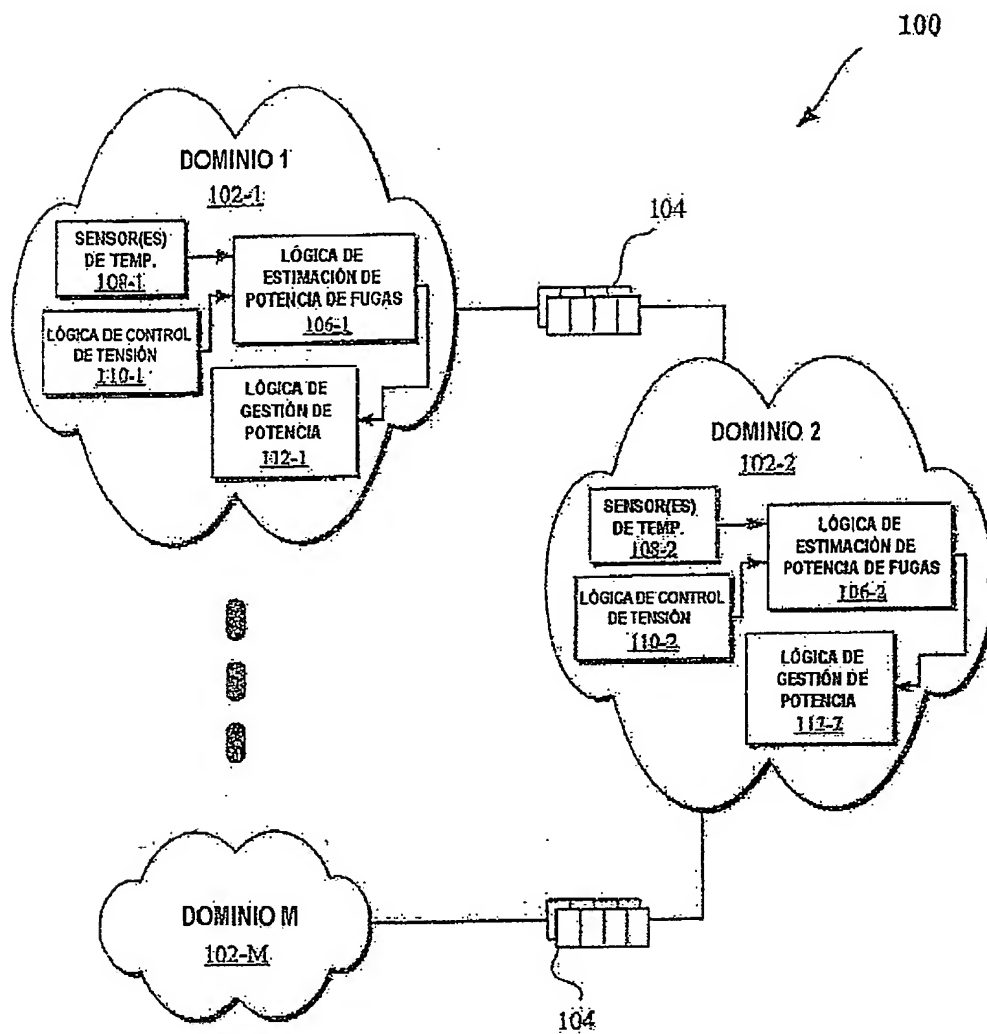 100
DOMINIO 1
102-1
SENSOR(ES)
DE TEMP.
108-1
LÓGICA DE
ESTIMACIÓN DE
POTENCIA DE FUGAS
106-1
LÓGICA DE CONTROL
DE TENSIÓN
110-1
LÓGICA DE
GESTIÓN DE
POTENCIA
112-1
104
DOMINIO 2
102-2
SENSOR(ES)
DE TEMP.
108-2
LÓGICA DE
ESTIMACIÓN DE
POTENCIA DE FUGAS
106-2
LÓGICA DE CONTROL
DE TENSIÓN
110-2
LÓGICA DE
GESTIÓN DE
POTENCIA
112-2
DOMINIO M
102-M
104